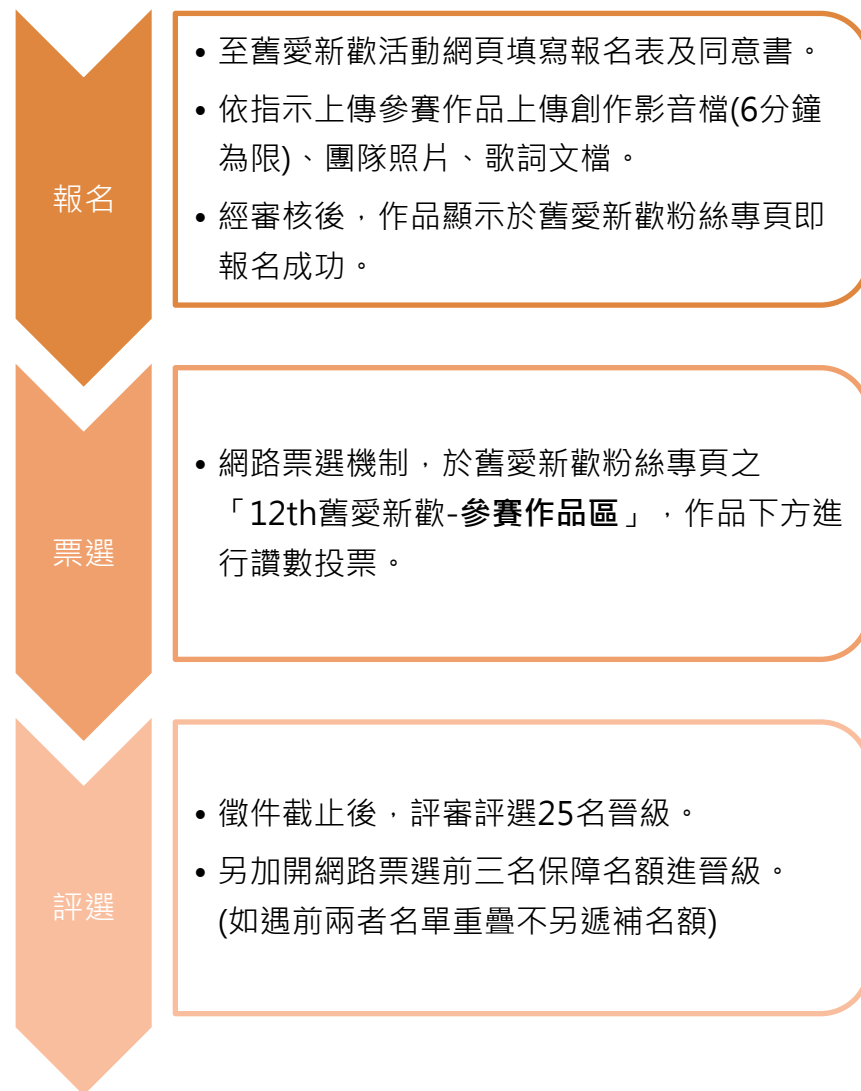 報名
• 至舊愛新歡活動網頁填寫報名表及同意書。
• 依指示上傳參賽作品上傳創作影音檔(6分鐘
為限)、團隊照片、歌詞文檔。
• 經審核後，作品顯示於舊愛新歡粉絲專頁即
報名成功。
票選
• 網路票選機制，於舊愛新歡粉絲專頁之
「12th舊愛新歡-參賽作品區」，作品下方進
行讚數投票。
評選
• 徵件截止後，評審評選25名晉級。
• 另加開網路票選前三名保障名額進晉級。
(如遇前兩者名單重疊不另遞補名額)